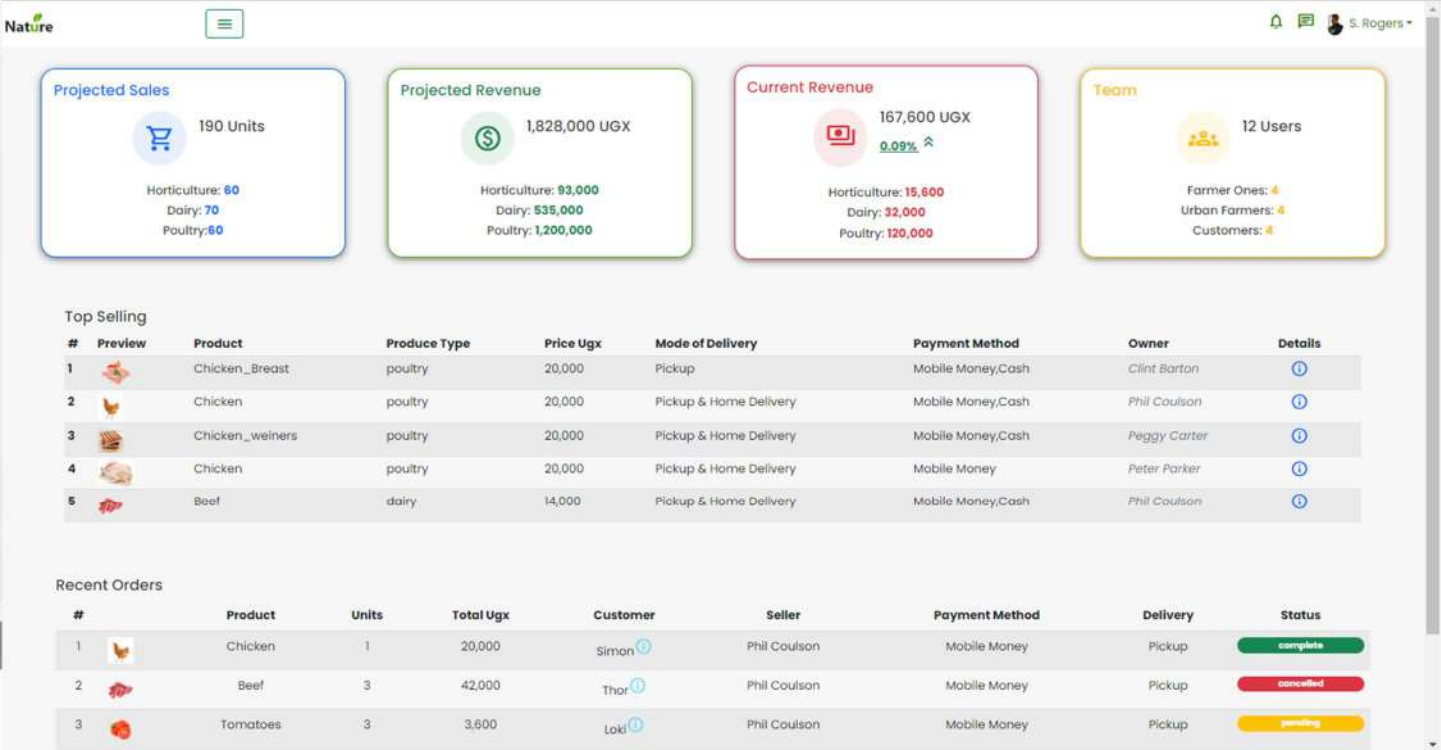 Nature
S. Rogers
Projected Sales
190 Units
Horticulture: 60
Dairy: 70
Poultry:60
Projected Revenue
1,828,000 UGX
Horticulture: 93,000
Dairy: 535,000
Poultry: 1,200,000
Current Revenue
167,600 UGX
0.09%
Horticulture: 15,600
Dairy: 32,000
Poultry: 120,000
Team
12 Users
Farmer Ones: 4
Urban Farmers: 4
Customers: 4
Top Selling
# Preview Product Produce Type Price Ugx Mode of Delivery Payment Method Owner Details
1 Chicken_Breast poultry 20,000 Pickup Mobile Money,Cash Clint Barton
2 Chicken poultry 20,000 Pickup & Home Delivery Mobile Money,Cash Phil Coulson
3 Chicken_weiners poultry 20,000 Pickup & Home Delivery Mobile Money,Cash Peggy Carter
4 Chicken poultry 20,000 Pickup & Home Delivery Mobile Money Peter Parker
5 Beef dairy 14,000 Pickup & Home Delivery Mobile Money,Cash Phil Coulson
Recent Orders
# Product Units Total Ugx Customer Seller Payment Method Delivery Status
1 Chicken 1 20,000 Simon Phil Coulson Mobile Money Pickup complete
2 Beef 3 42,000 Thor Phil Coulson Mobile Money Pickup cancelled
3 Tomatoes 3 3,600 Loki Phil Coulson Mobile Money Pickup pending